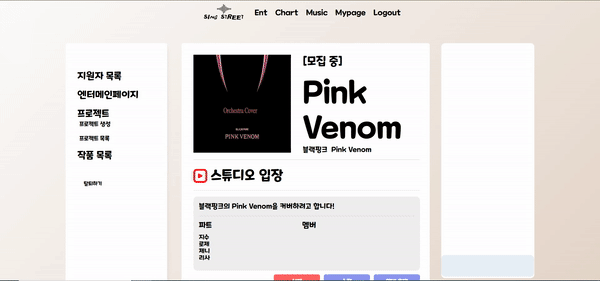 SING STREET
Ent Chart Music Mypage Logout
지원자 목록
엔터메인페이지
프로젝트
프로젝트 생성
프로젝트 목록
작품 목록
탈퇴하기
Orchestra Cover
BLACKPINK
PINK VENOM
[모집 중]
Pink
Venom
블랙핑크 Pink Venom
스튜디오 입장
블랙핑크의 Pink Venom을 커버하려고 합니다!
파트 멤버
지수
로제
제니
리사